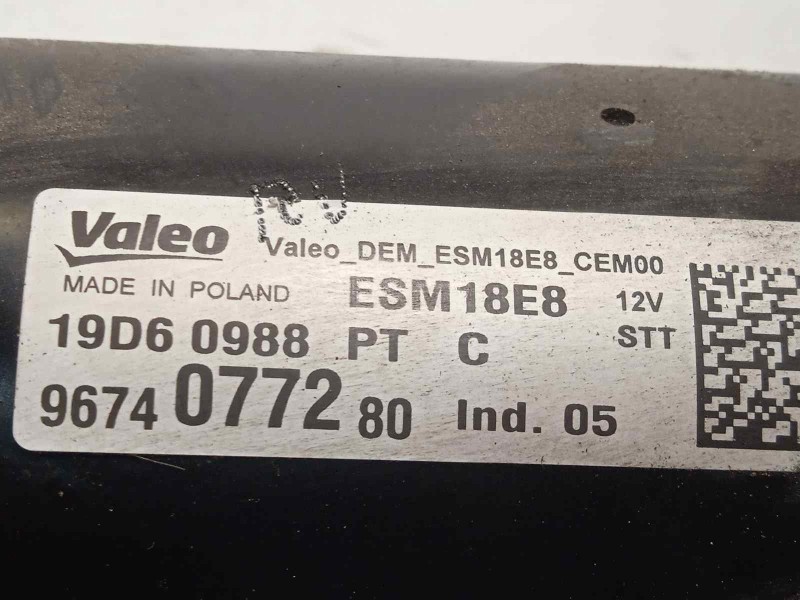 Valeo
Valeo_DEM_ESM18E8_CEM00
MADE IN POLAND ESM18E8 12V
19D6 0988 PT C STT
9674 0772 80 Ind. 05